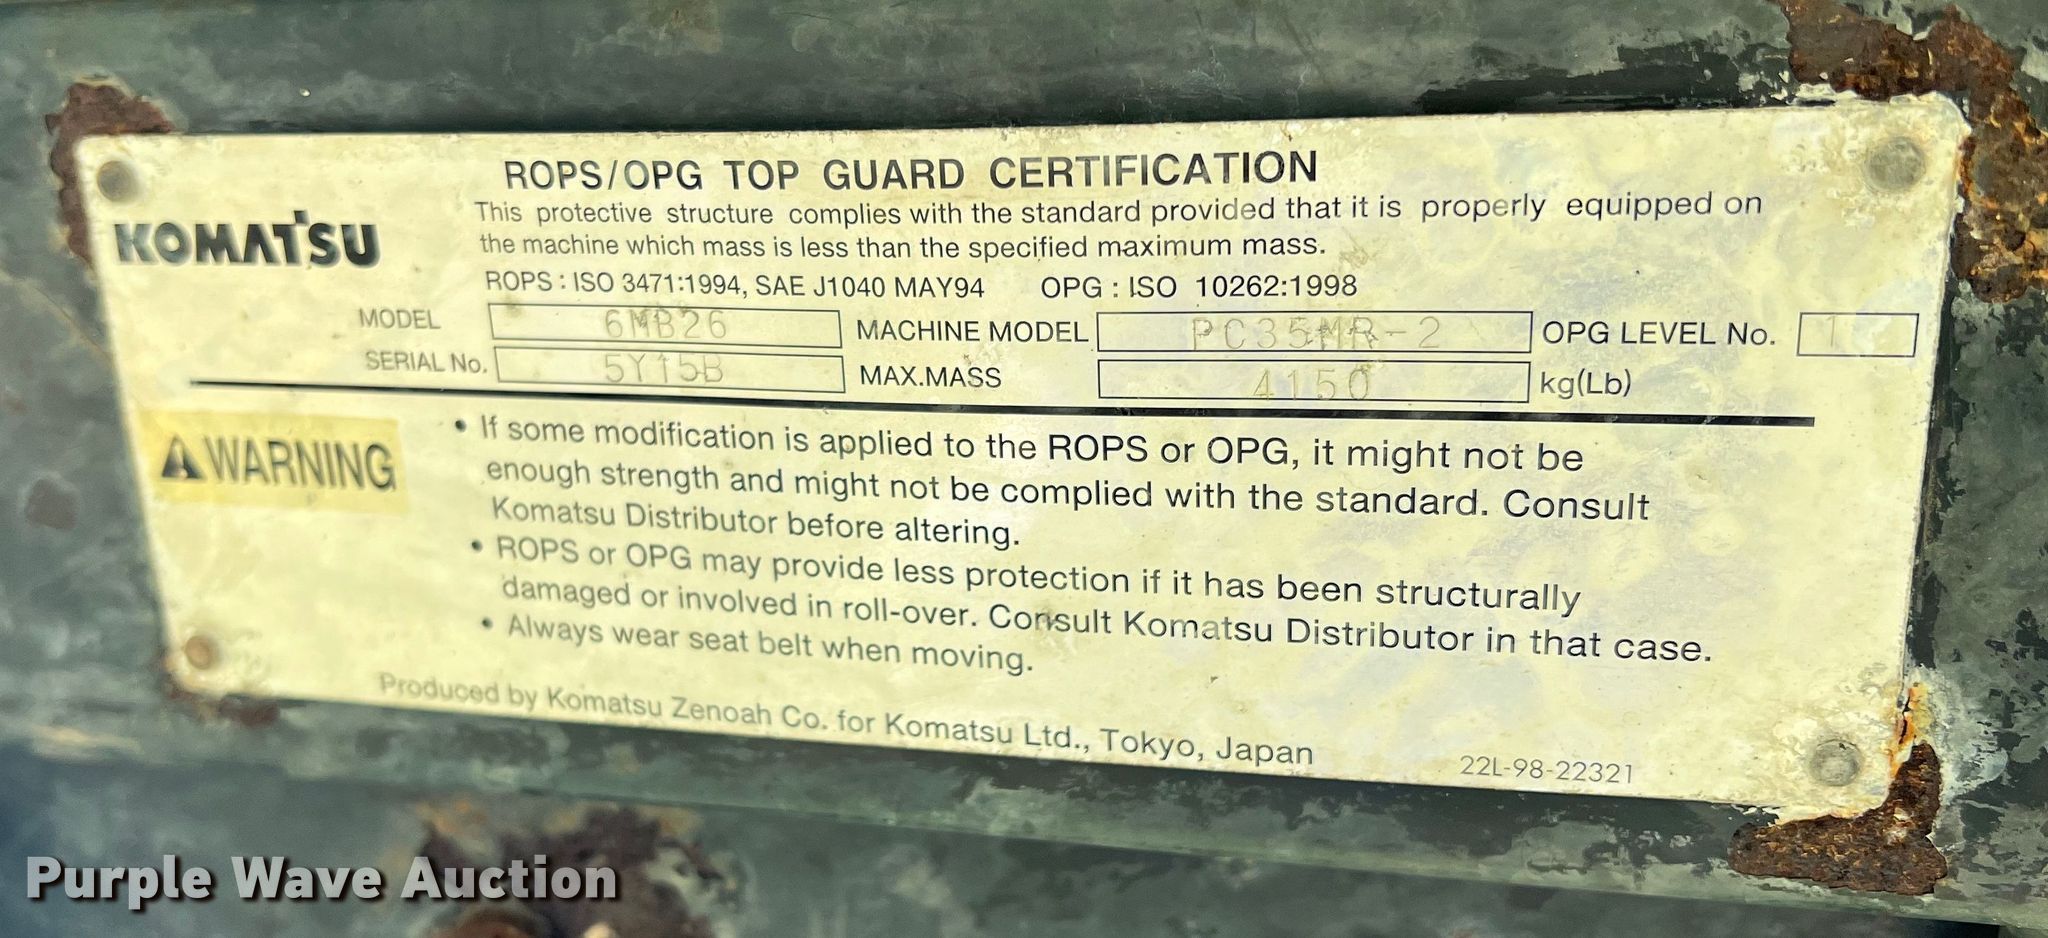 ROPS/OPG TOP GUARD CERTIFICATION
This protective structure complies with the standard provided that it is properly equipped on
the machine which mass is less than the specified maximum mass.
KOMATSU
ROPS : ISO 3471:1994, SAE J1040 MAY94 OPG : ISO 10262:1998
MODEL 6MB26 MACHINE MODEL PC35MR-2 OPG LEVEL No. 1
SERIAL No. 5Y15B MAX.MASS 4150 kg(Lb)
WARNING
• If some modification is applied to the ROPS or OPG, it might not be
enough strength and might not be complied with the standard. Consult
Komatsu Distributor before altering.
• ROPS or OPG may provide less protection if it has been structurally
damaged or involved in roll-over. Consult Komatsu Distributor in that case.
• Always wear seat belt when moving.
Produced by Komatsu Zenoah Co. for Komatsu Ltd., Tokyo, Japan
22L-98-22321
Purple Wave Auction